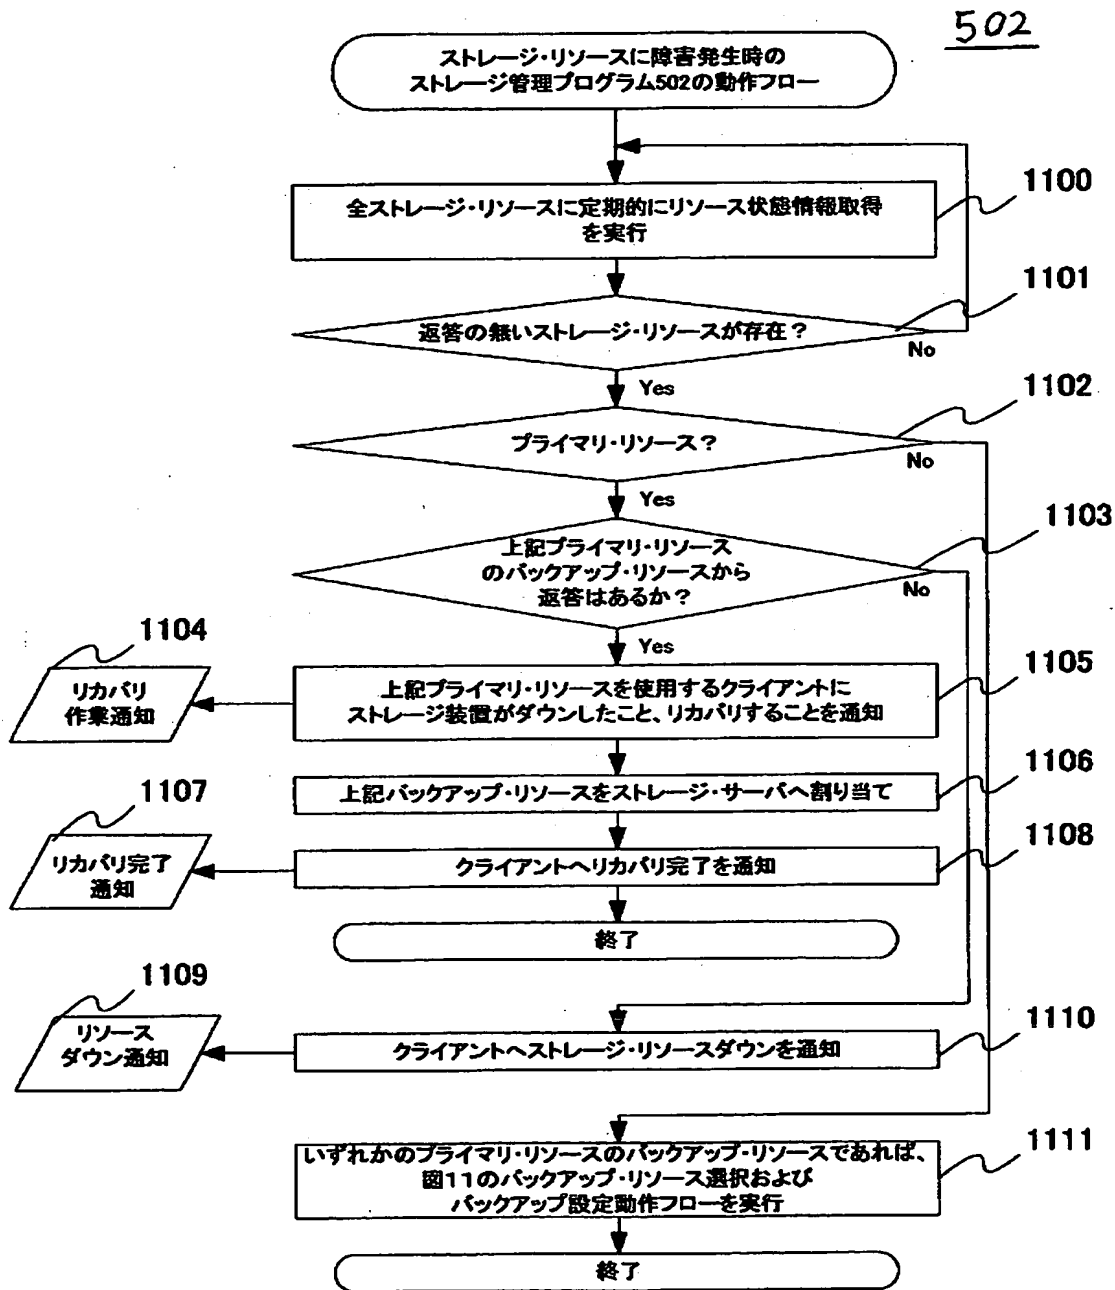 502
ストレージ・リソースに障害発生時の
ストレージ管理プログラム502の動作フロー
1100
全ストレージ・リソースに定期的にリソース状態情報取得
を実行
1101
返答の無いストレージ・リソースが存在?
No
Yes
1102
プライマリ・リソース?
No
Yes
1103
上記プライマリ・リソース
のバックアップ・リソースから
返答はあるか?
No
Yes
1104
リカバリ
作業通知
1105
上記プライマリ・リソースを使用するクライアントに
ストレージ装置がダウンしたこと、リカバリすることを通知
1106
上記バックアップ・リソースをストレージ・サーバへ割り当て
1107
リカバリ完了
通知
1108
クライアントへリカバリ完了を通知
終了
1109
リソース
ダウン通知
1110
クライアントへストレージ・リソースダウンを通知
1111
いずれかのプライマリ・リソースのバックアップ・リソースであれば、
図11のバックアップ・リソース選択および
バックアップ設定動作フローを実行
終了